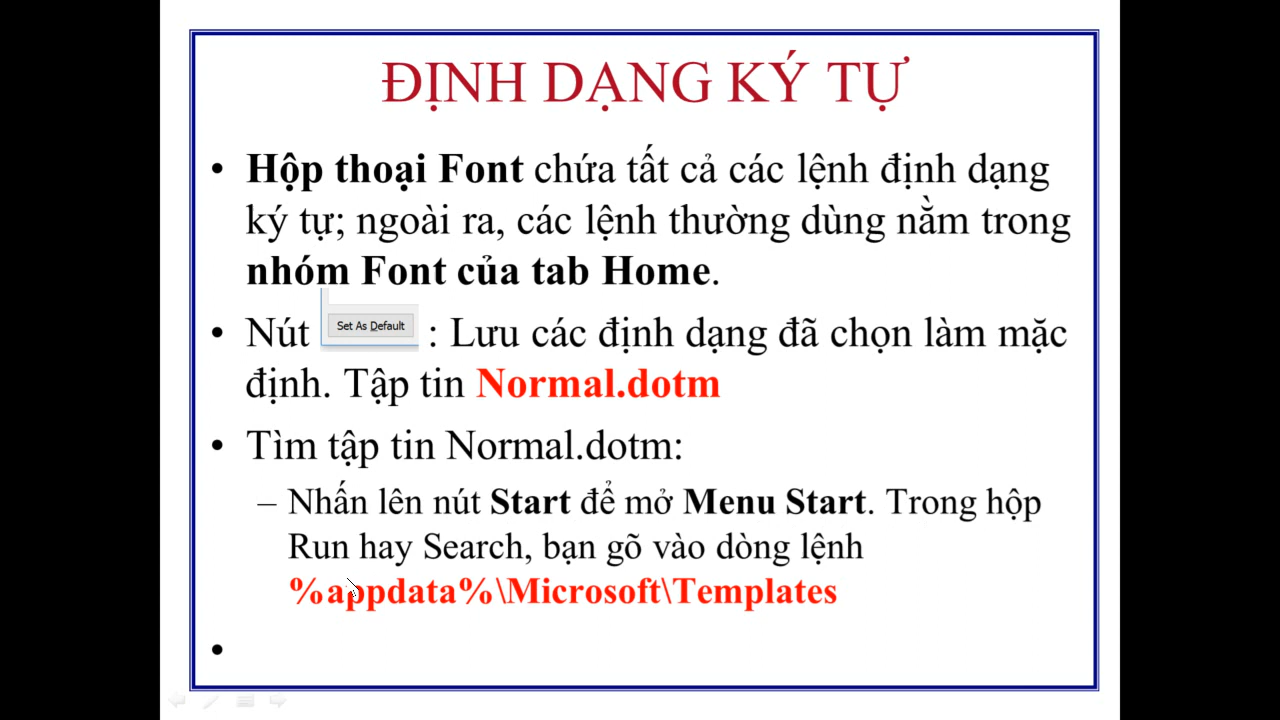 ĐỊNH DẠNG KÝ TỰ
• Hộp thoại Font chứa tất cả các lệnh định dạng
ký tự; ngoài ra, các lệnh thường dùng nằm trong
nhóm Font của tab Home.
• Nút Set As Default : Lưu các định dạng đã chọn làm mặc
định. Tập tin Normal.dotm
• Tìm tập tin Normal.dotm:
– Nhấn lên nút Start để mở Menu Start. Trong hộp
Run hay Search, bạn gõ vào dòng lệnh
%appdata%\Microsoft\Templates
•